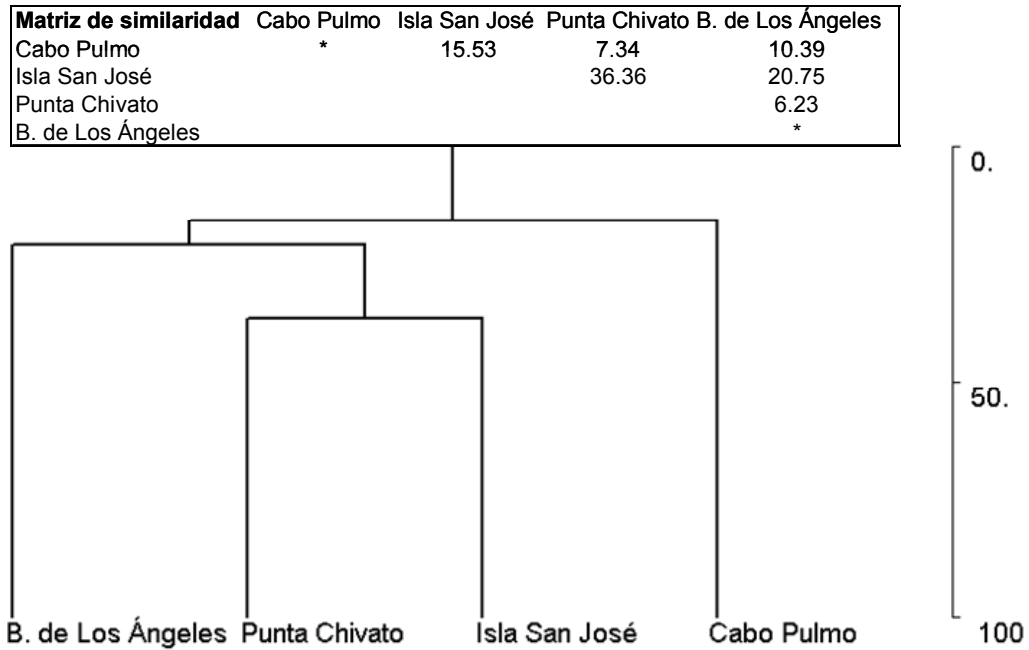 Matriz de similaridad Cabo Pulmo Isla San José Punta Chivato B. de Los Ángeles
Cabo Pulmo * 15.53 7.34 10.39
Isla San José 36.36 20.75
Punta Chivato 6.23
B. de Los Ángeles *
0.
50.
B. de Los Ángeles Punta Chivato Isla San José Cabo Pulmo 100